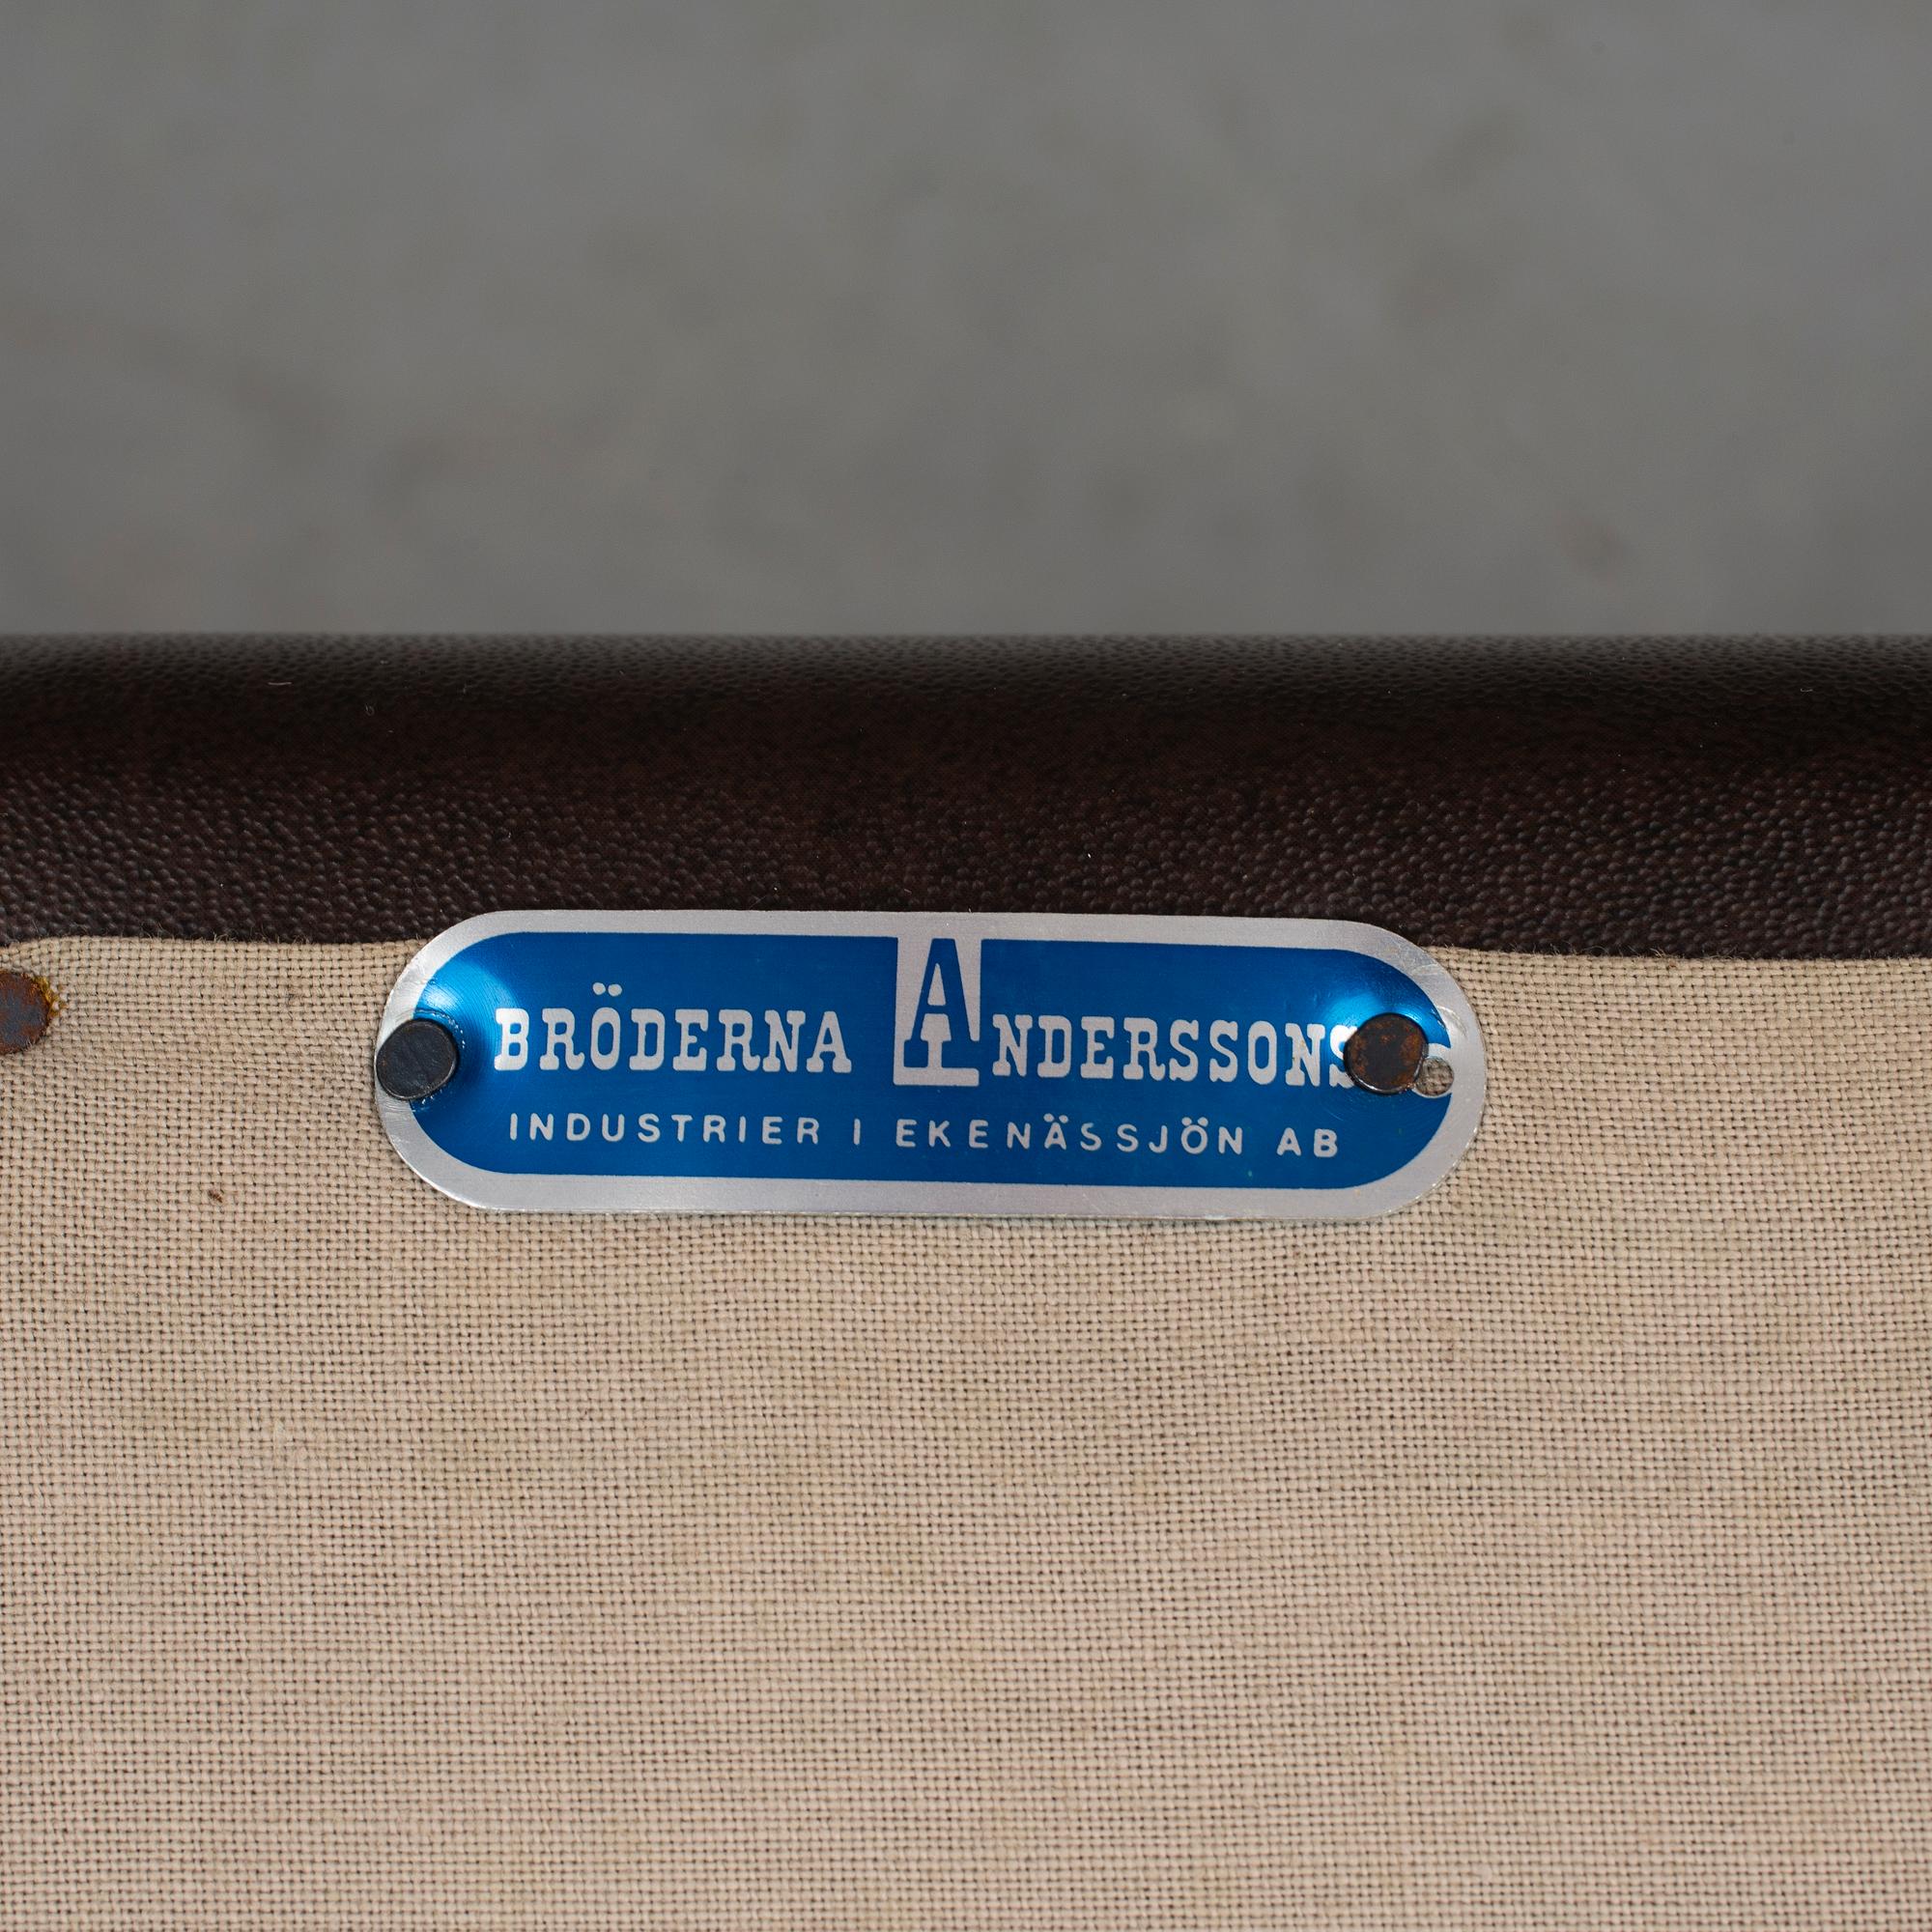 BRÖDERNA ANDERSSONS
INDUSTRIER I EKENÄSSJÖN AB